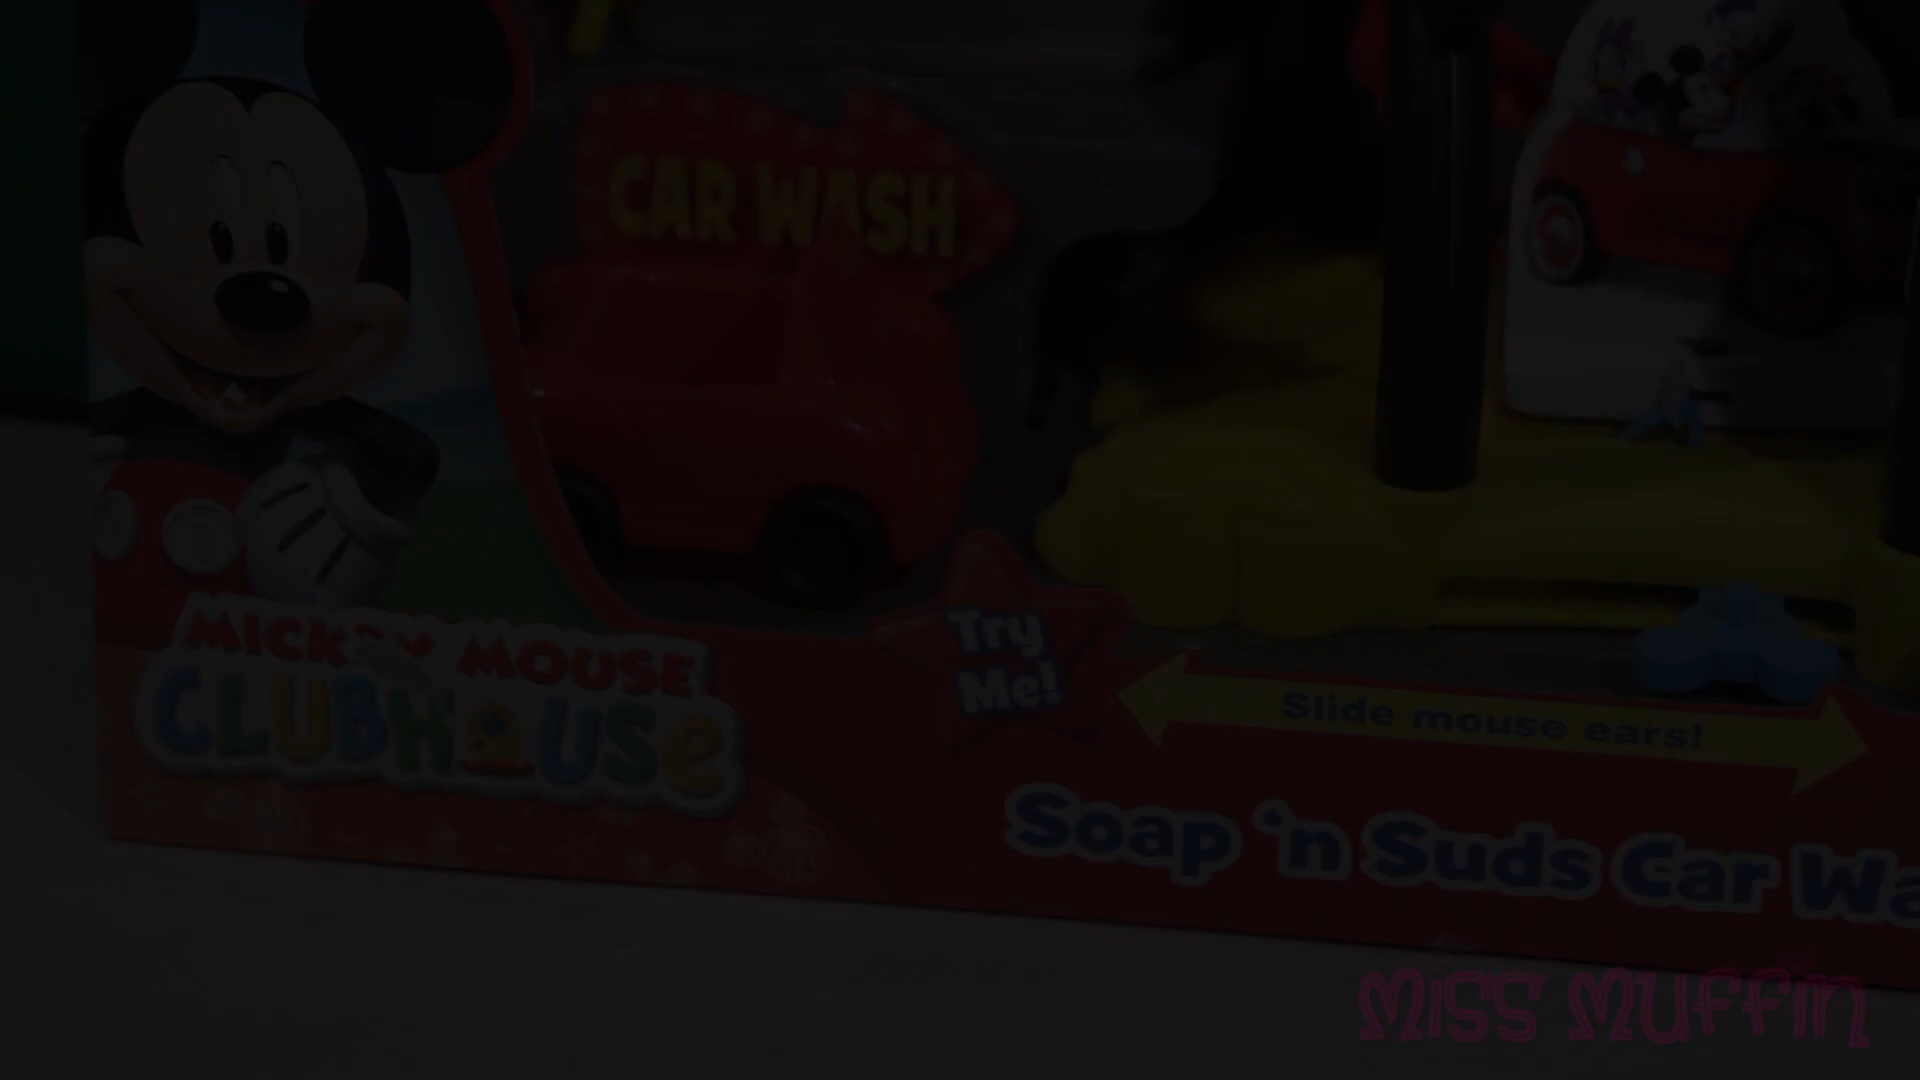 CAR WASH
MICKEY MOUSE
CLUBHOUSE
Try
Me!
Slide mouse ears!
Soap 'n Suds Car Wa
Miss Muffin